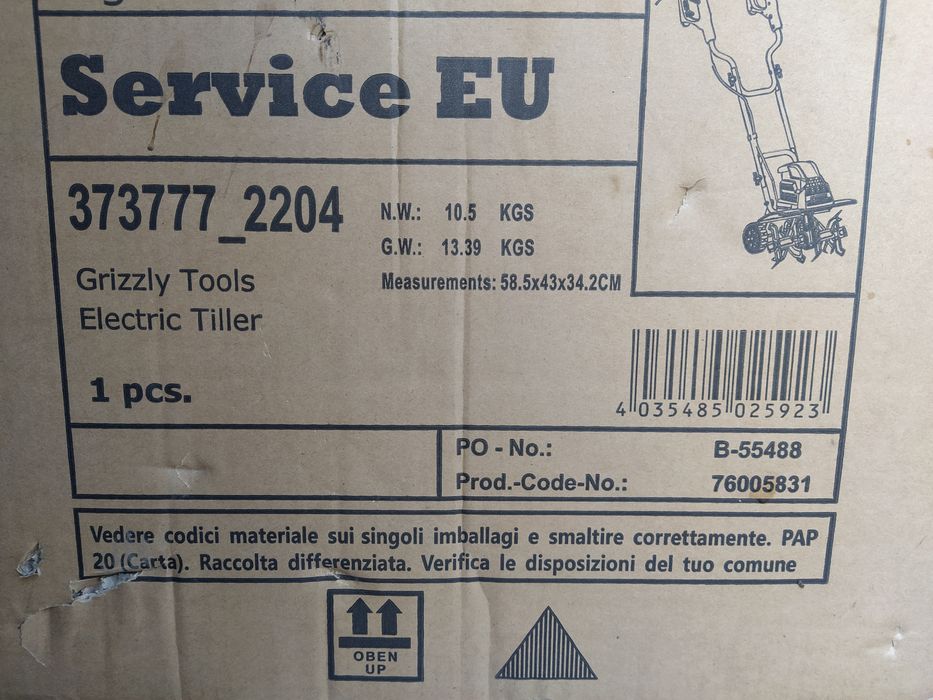 Service EU
373777_2204
N.W.: 10.5 KGS
G.W.: 13.39 KGS
Measurements: 58.5x43x34.2CM
Grizzly Tools
Electric Tiller
1 pcs.
4 035485 025923
PO - No.: B-55488
Prod.-Code-No.: 76005831
Vedere codici materiale sui singoli imballagi e smaltire correttamente. PAP
20 (Carta). Raccolta differenziata. Verifica le disposizioni del tuo comune
OBEN
UP